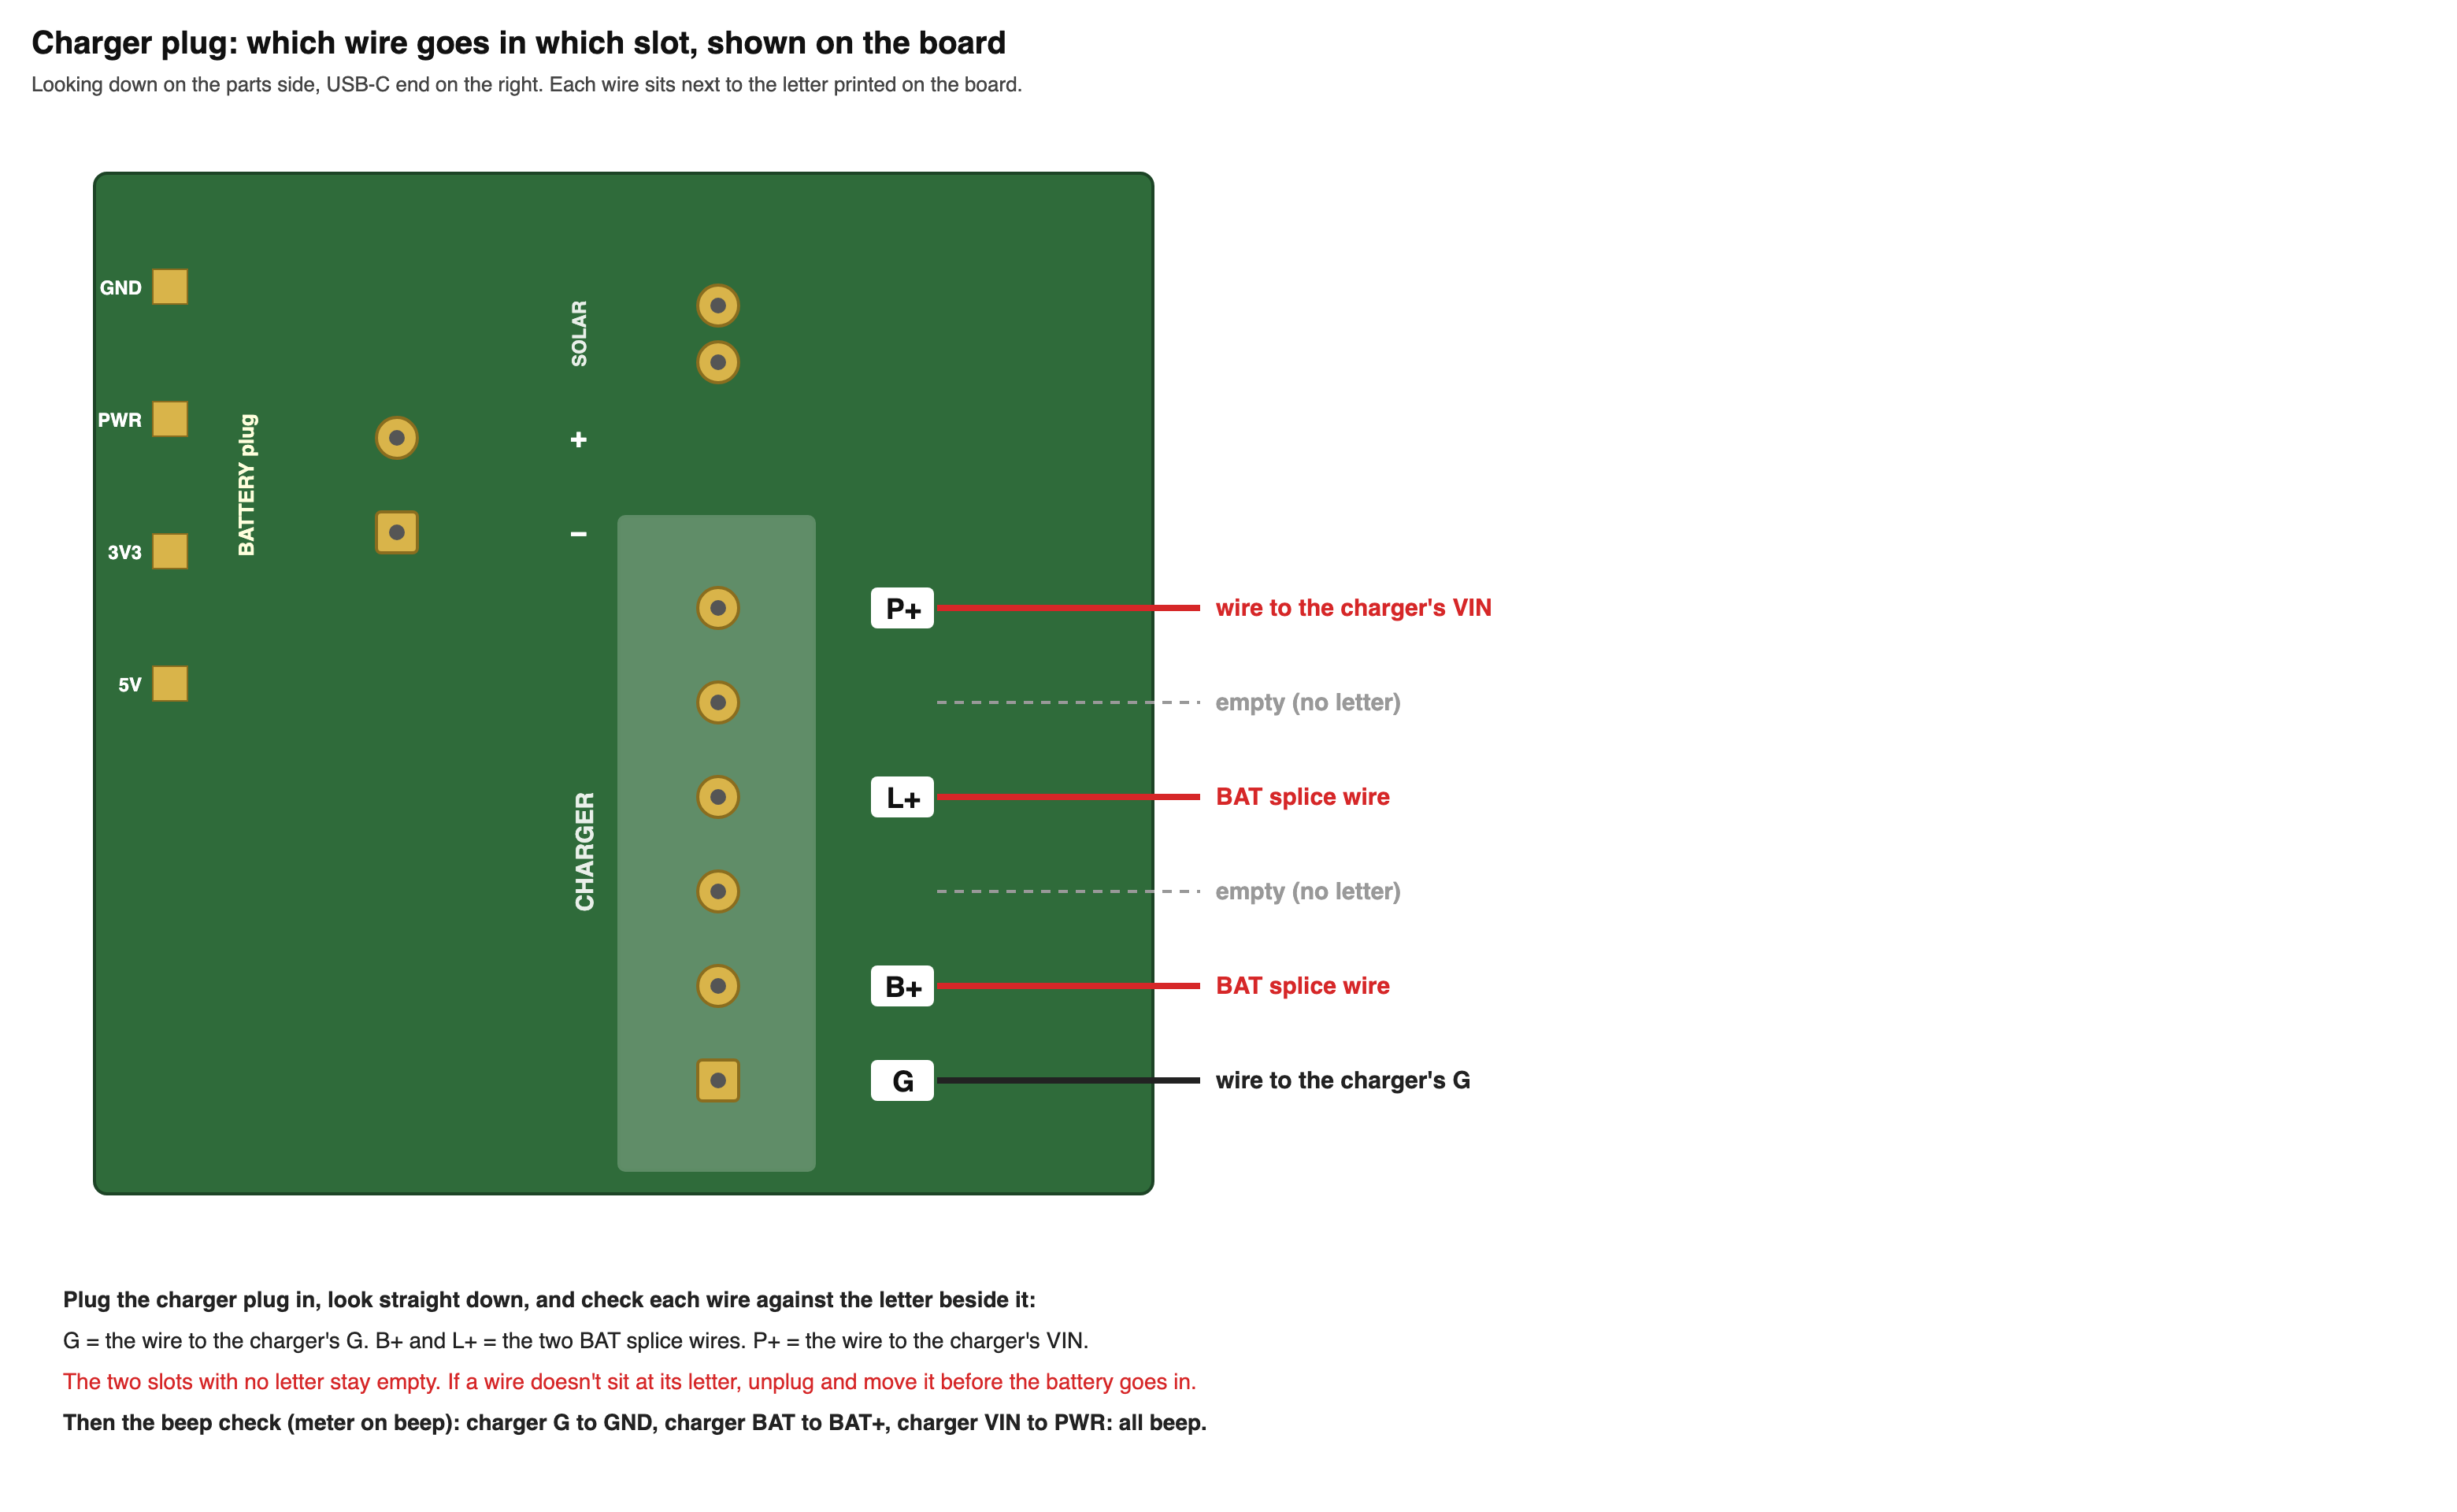 Charger plug: which wire goes in which slot, shown on the board
Looking down on the parts side, USB-C end on the right. Each wire sits next to the letter printed on the board.
GND
SOLAR
PWR
BATTERY plug
+
3V3
−
P+
wire to the charger's VIN
5V
empty (no letter)
L+
BAT splice wire
CHARGER
empty (no letter)
B+
BAT splice wire
G
wire to the charger's G
Plug the charger plug in, look straight down, and check each wire against the letter beside it:
G = the wire to the charger's G. B+ and L+ = the two BAT splice wires. P+ = the wire to the charger's VIN.
The two slots with no letter stay empty. If a wire doesn't sit at its letter, unplug and move it before the battery goes in.
Then the beep check (meter on beep): charger G to GND, charger BAT to BAT+, charger VIN to PWR: all beep.